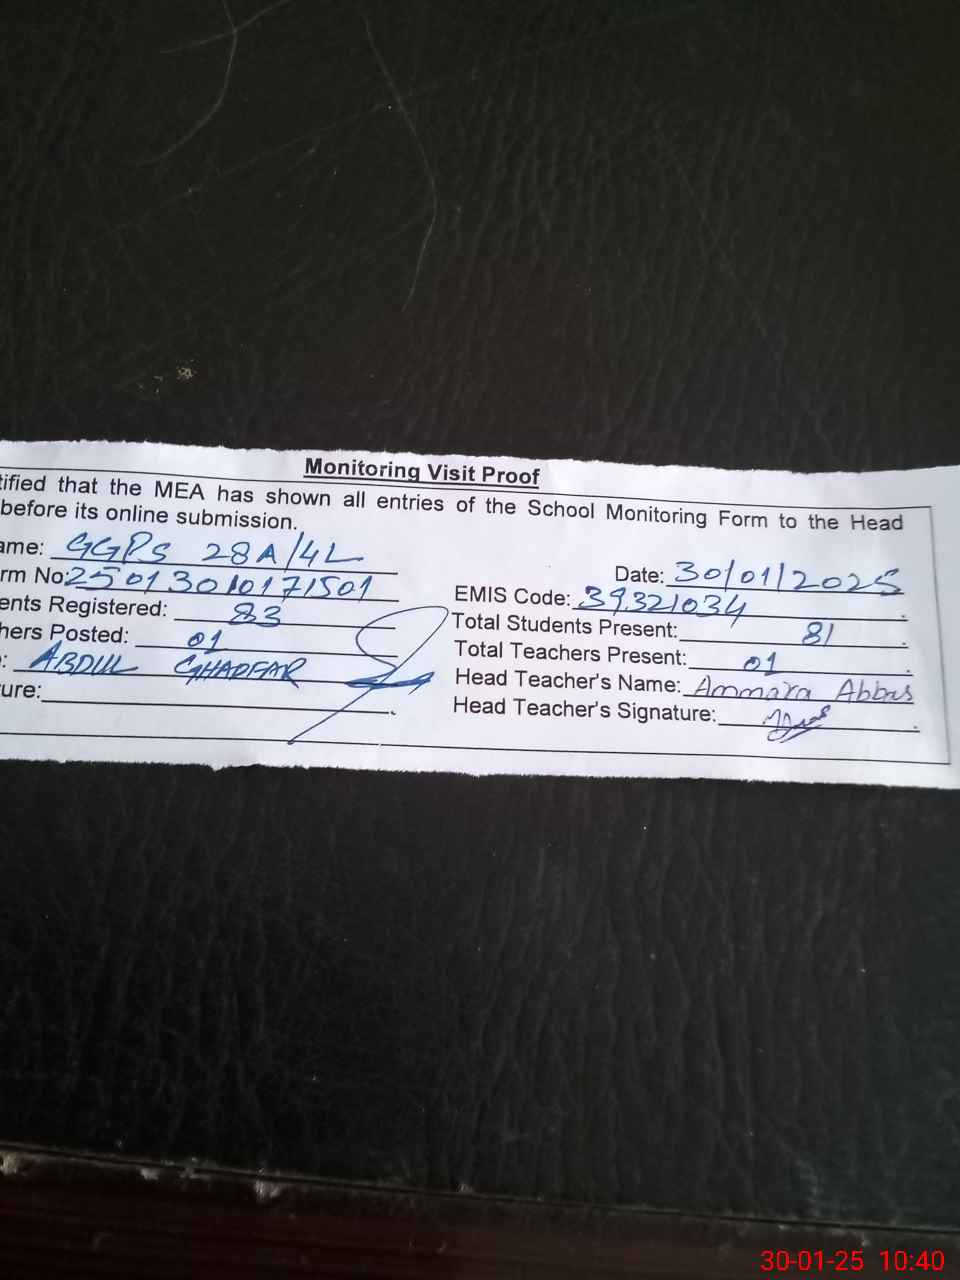 Monitoring Visit Proof
tified that the MEA has shown all entries of the School Monitoring Form to the Head
before its online submission.
ame: GGPS 28A/4L
Date: 30/01/2025
rm No: 25013010171501
EMIS Code: 39321034
ents Registered: 83
Total Students Present: 81
hers Posted: 01
Total Teachers Present: 01
: ABDUL GHAFFAR
Head Teacher's Name: Ammara Abbas
ure:
Head Teacher's Signature:
30-01-25 10:40